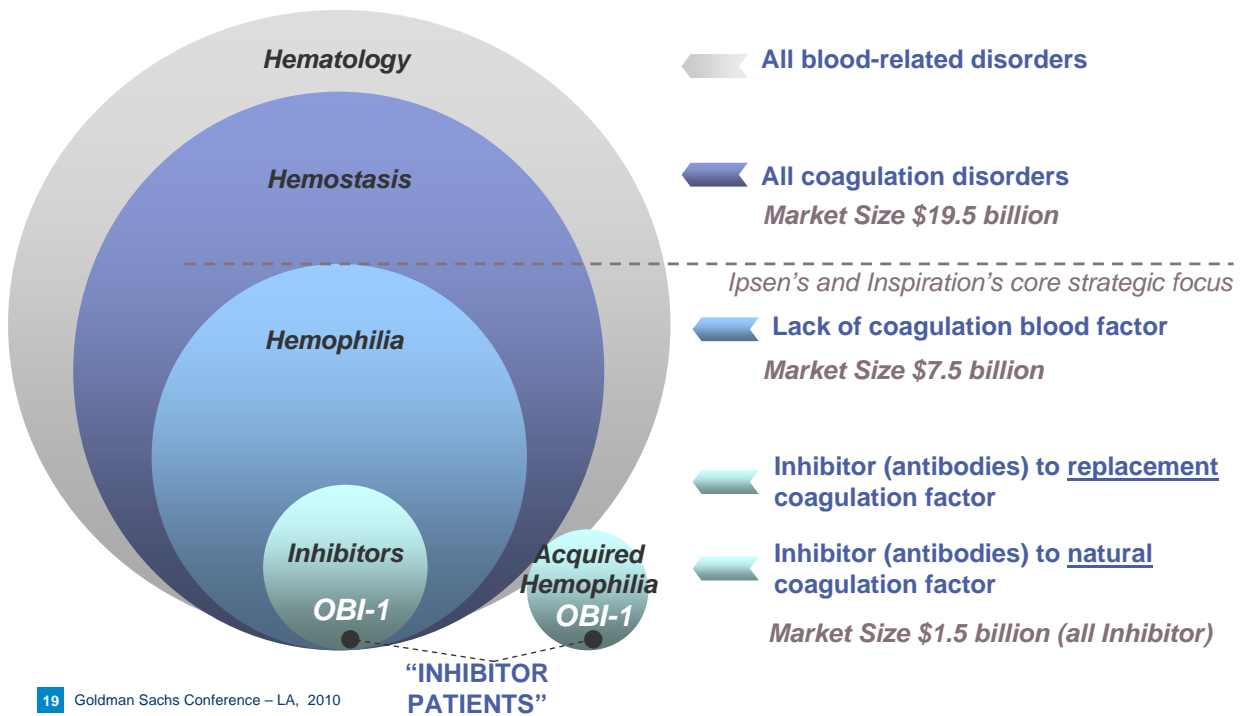 Hematology
All blood-related disorders
Hemostasis
All coagulation disorders
Market Size $19.5 billion
Ipsen’s and Inspiration’s core strategic focus
Hemophilia
Lack of coagulation blood factor
Market Size $7.5 billion
Inhibitor (antibodies) to replacement
coagulation factor
Inhibitors
OBI-1
Acquired
Hemophilia
OBI-1
Inhibitor (antibodies) to natural
coagulation factor
Market Size $1.5 billion (all Inhibitor)
“INHIBITOR
PATIENTS”
19 Goldman Sachs Conference – LA, 2010